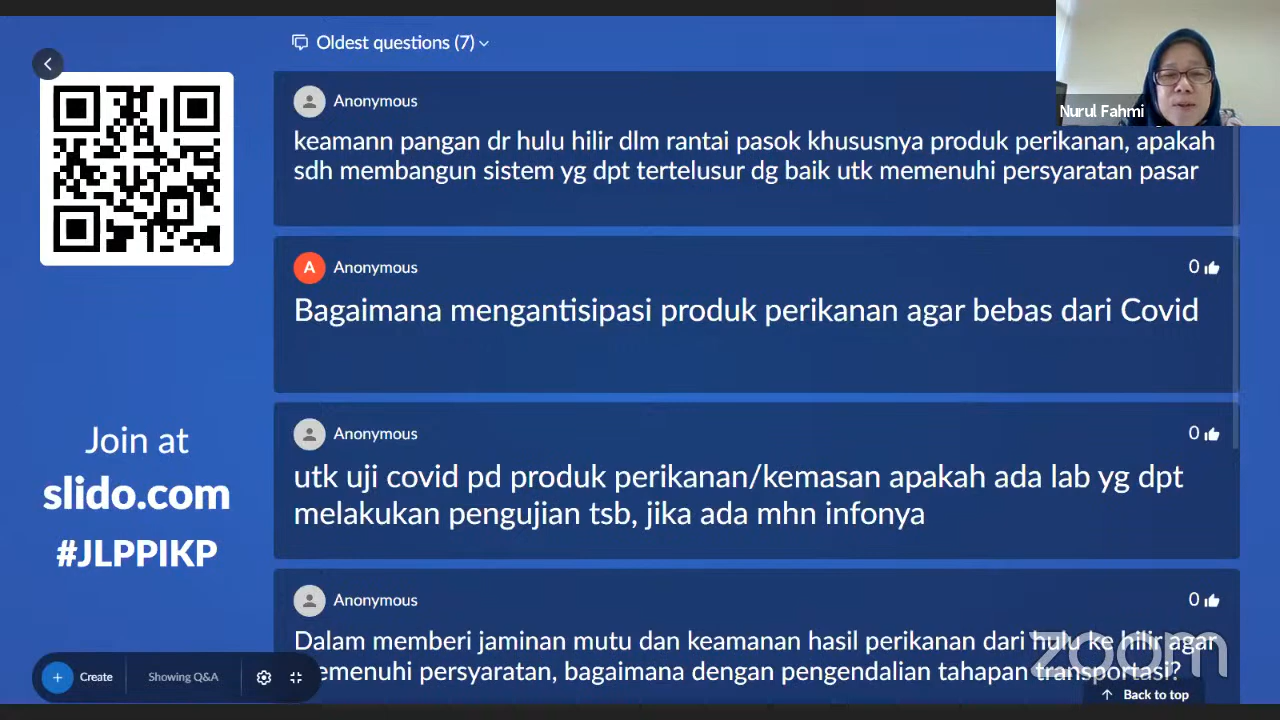 Oldest questions (7)
Nurul Fahmi
Anonymous
keamann pangan dr hulu hilir dlm rantai pasok khususnya produk perikanan, apakah
sdh membangun sistem yg dpt tertelusur dg baik utk memenuhi persyaratan pasar
A
Anonymous
0
Bagaimana mengantisipasi produk perikanan agar bebas dari Covid
Anonymous
0
utk uji covid pd produk perikanan/kemasan apakah ada lab yg dpt
melakukan pengujian tsb, jika ada mhn infonya
Join at
slido.com
#JLPPIKP
Anonymous
0
Dalam memberi jaminan mutu dan keamanan hasil perikanan dari hulu ke hilir agar
memenuhi persyaratan, bagaimana dengan pengendalian tahapan transportasi?
zoom
+ Create
Showing Q&A
↑ Back to top